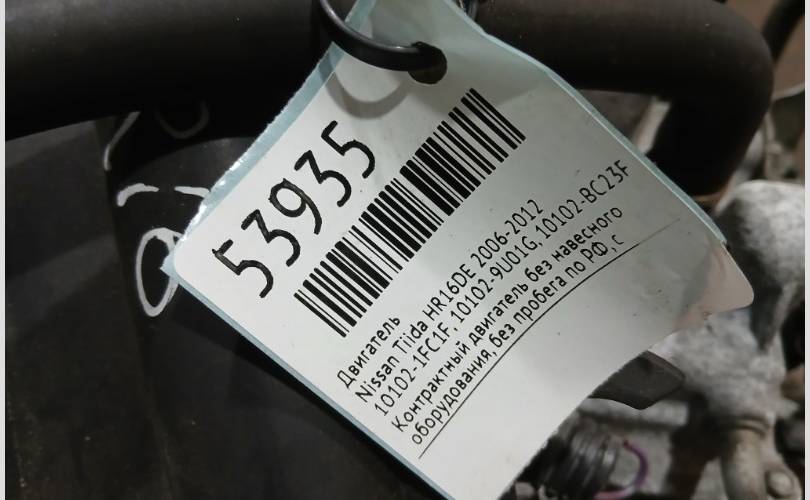 53935
Двигатель
Nissan Tiida HR16DE 2006-2012
10102-1FC1F, 10102-9U01G, 10102-BC23F
Контрактный двигатель без навесного
оборудования, без пробега по РФ, с